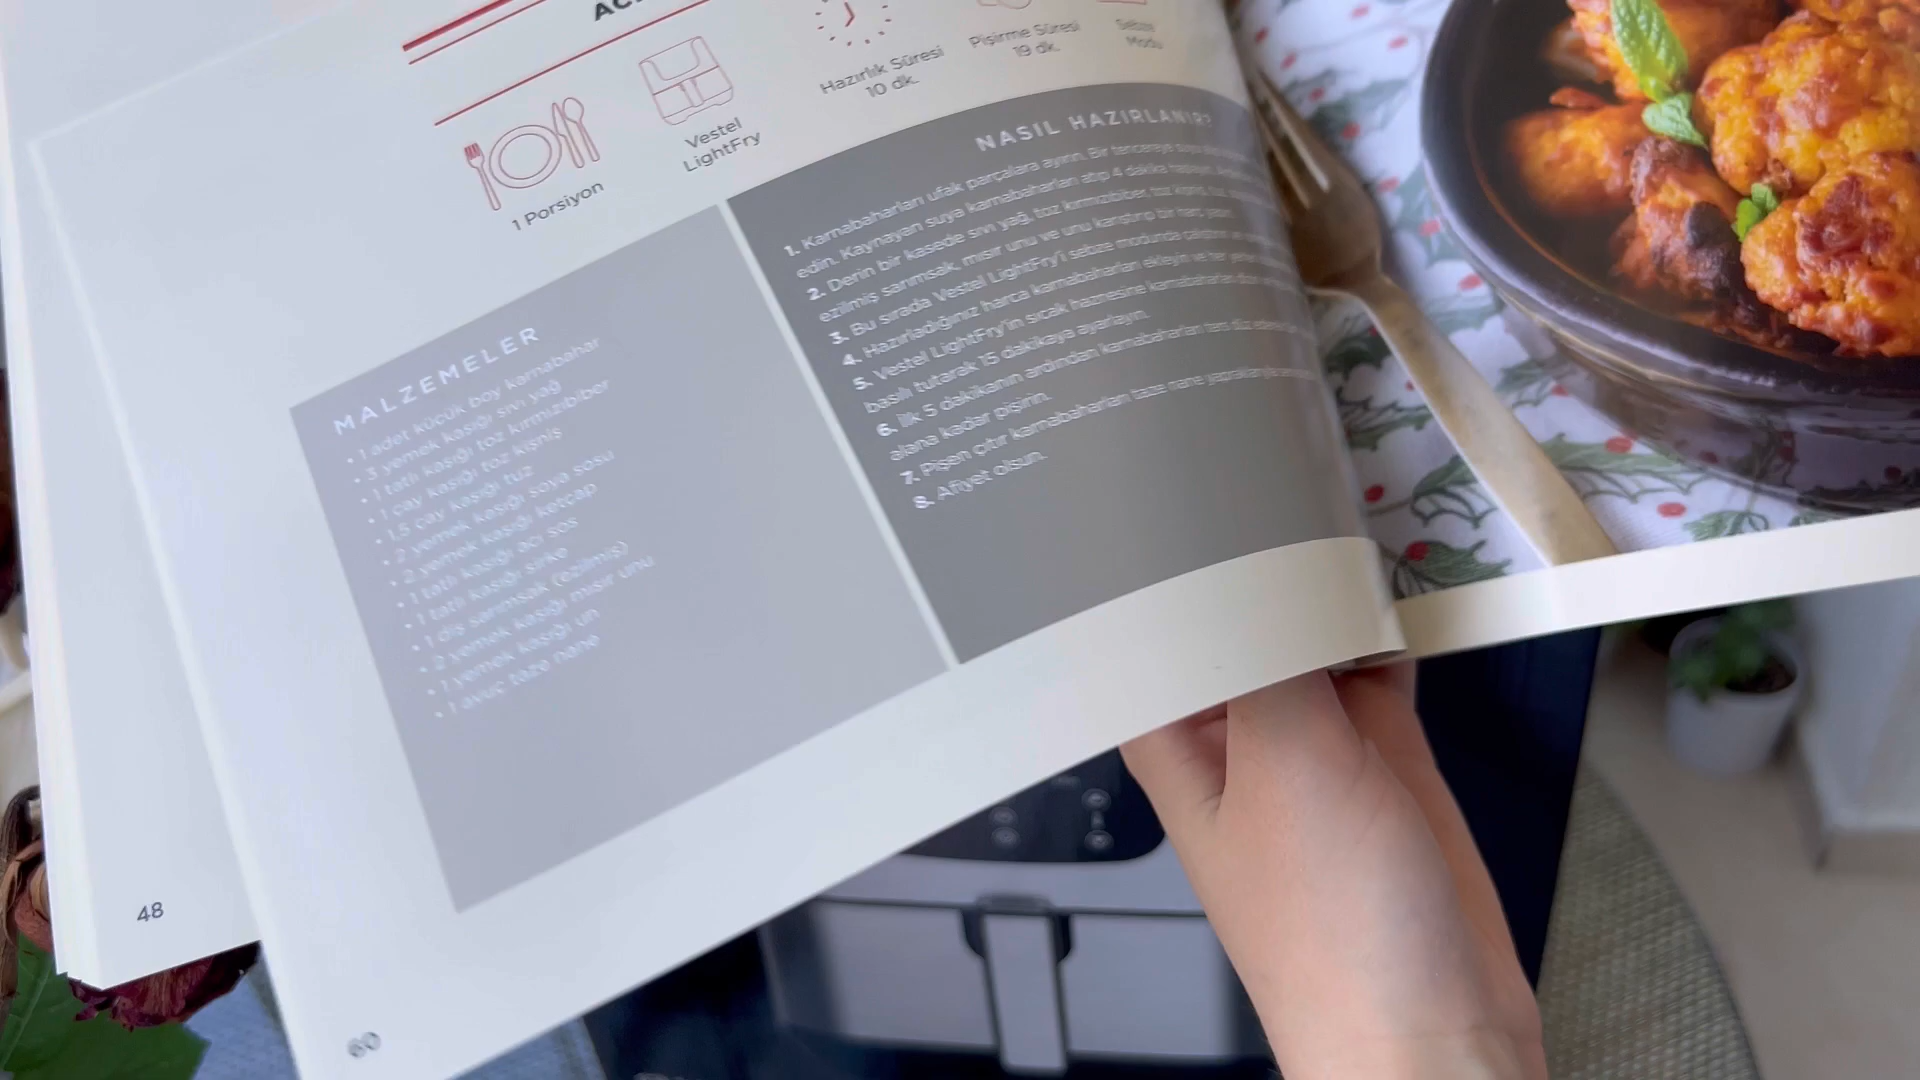 Vestel
LightFry
1 Porsiyon
Hazırlık Süresi
10 dk.
Pişirme Süresi
19 dk.
Sebze
Modu
MALZEMELER
• 1 adet küçük boy karnabahar
• 3 yemek kaşığı sıvı yağ
• 1 tatlı kaşığı toz kırmızıbiber
• 1 çay kaşığı toz kişniş
• 1,5 çay kaşığı tuz
• 2 yemek kaşığı soya sosu
• 2 yemek kaşığı ketçap
• 1 tatlı kaşığı acı sos
• 1 tatlı kaşığı sirke
• 1 diş sarımsak (ezilmiş)
• 2 yemek kaşığı mısır unu
• 1 yemek kaşığı un
• 1 avuç taze nane
NASIL HAZIRLANIR?
1. Karnabaharları ufak parçalara ayırın. Bir tencereye
edin. Kaynayan suya karnabaharları atıp 4 dakika
2. Derin bir kasede sıvı yağ, toz kırmızıbiber, toz kişniş, tuz,
ezilmiş sarımsak, mısır unu ve unu karıştırıp bir harç yapın.
3. Bu sırada Vestel LightFry'ı sebze modunda
4. Hazırladığınız harca karnabaharları ekleyin ve her
5. Vestel LightFry'ın sıcak haznesine karnabaharları
basılı tutarak 15 dakikaya ayarlayın.
6. İlk 5 dakikanın ardından karnabaharları ters düz
alana kadar pişirin.
7. Pişen çıtır karnabaharları taze nane yapraklarıyla
8. Afiyet olsun.
48
60